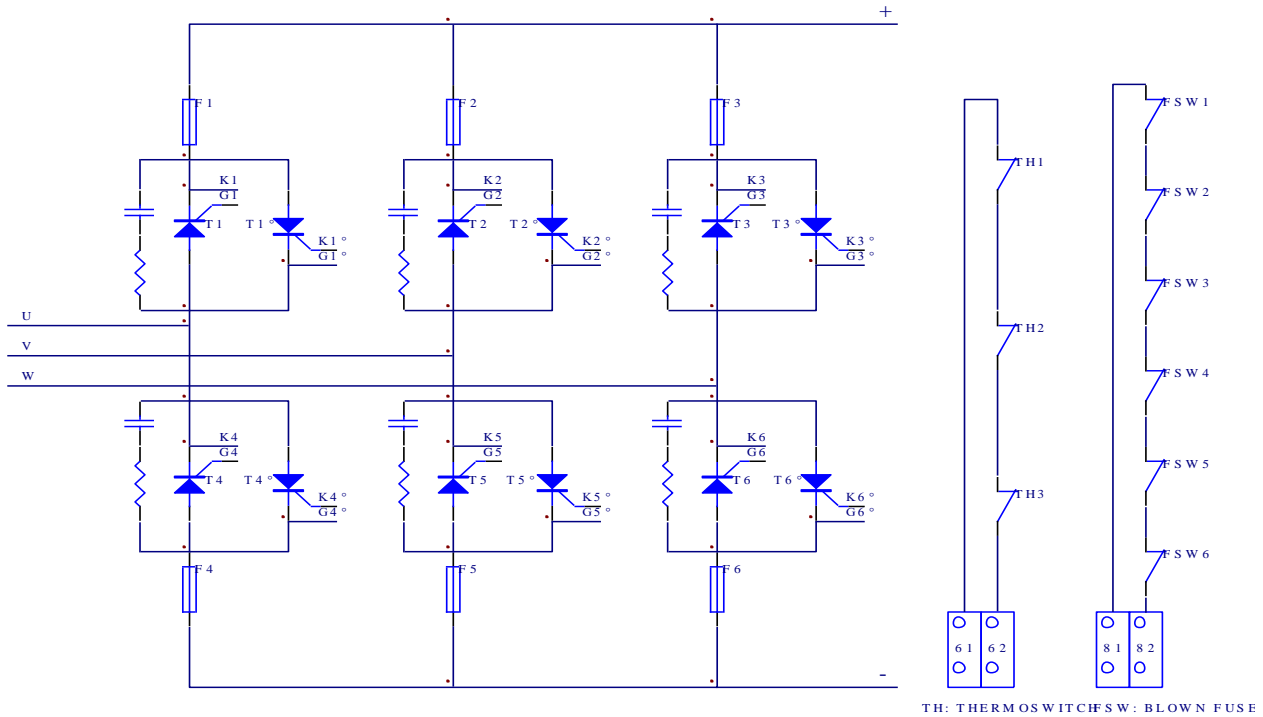 +
F1
F2
F3
FSW1
K1
G1
T1
T1°
K1°
G1°
K2
G2
T2
T2°
K2°
G2°
K3
G3
T3
T3°
K3°
G3°
TH1
FSW2
FSW3
U
V
W
TH2
FSW4
K4
G4
T4
T4°
K4°
G4°
K5
G5
T5
T5°
K5°
G5°
K6
G6
T6
T6°
K6°
G6°
FSW5
TH3
FSW6
F4
F5
F6
61
62
81
82
-
TH: THERMOSWITCH
FSW: BLOWN FUSE